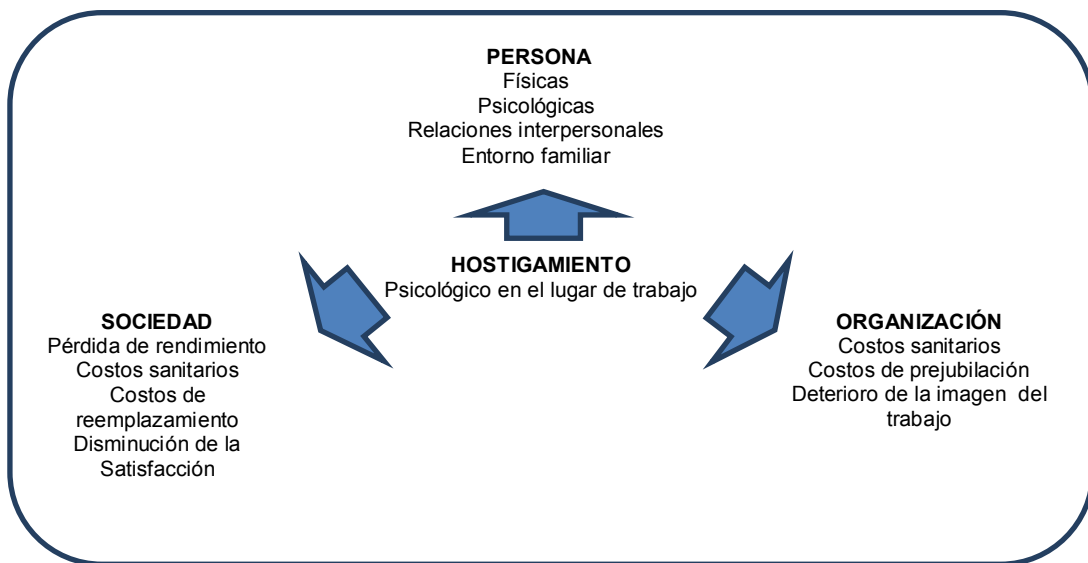 PERSONA
Físicas
Psicológicas
Relaciones interpersonales
Entorno familiar
HOSTIGAMIENTO
Psicológico en el lugar de trabajo
SOCIEDAD
Pérdida de rendimiento
Costos sanitarios
Costos de
reemplazamiento
Disminución de la
Satisfacción
ORGANIZACIÓN
Costos sanitarios
Costos de prejubilación
Deterioro de la imagen del
trabajo